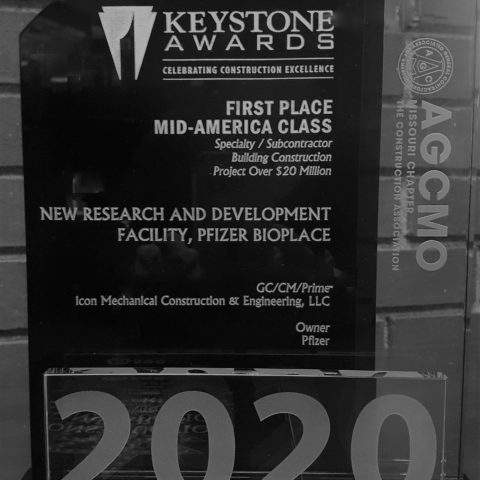 KEYSTONE
AWARDS
CELEBRATING CONSTRUCTION EXCELLENCE
FIRST PLACE
MID-AMERICA CLASS
Specialty / Subcontractor
Building Construction
Project Over $20 Million
NEW RESEARCH AND DEVELOPMENT
FACILITY, PFIZER BIOPLACE
GC/CM/Prime
Icon Mechanical Construction & Engineering, LLC
Owner
Pfizer
2020
AGCMO
MISSOURI CHAPTER
THE CONSTRUCTION ASSOCIATION
AGC